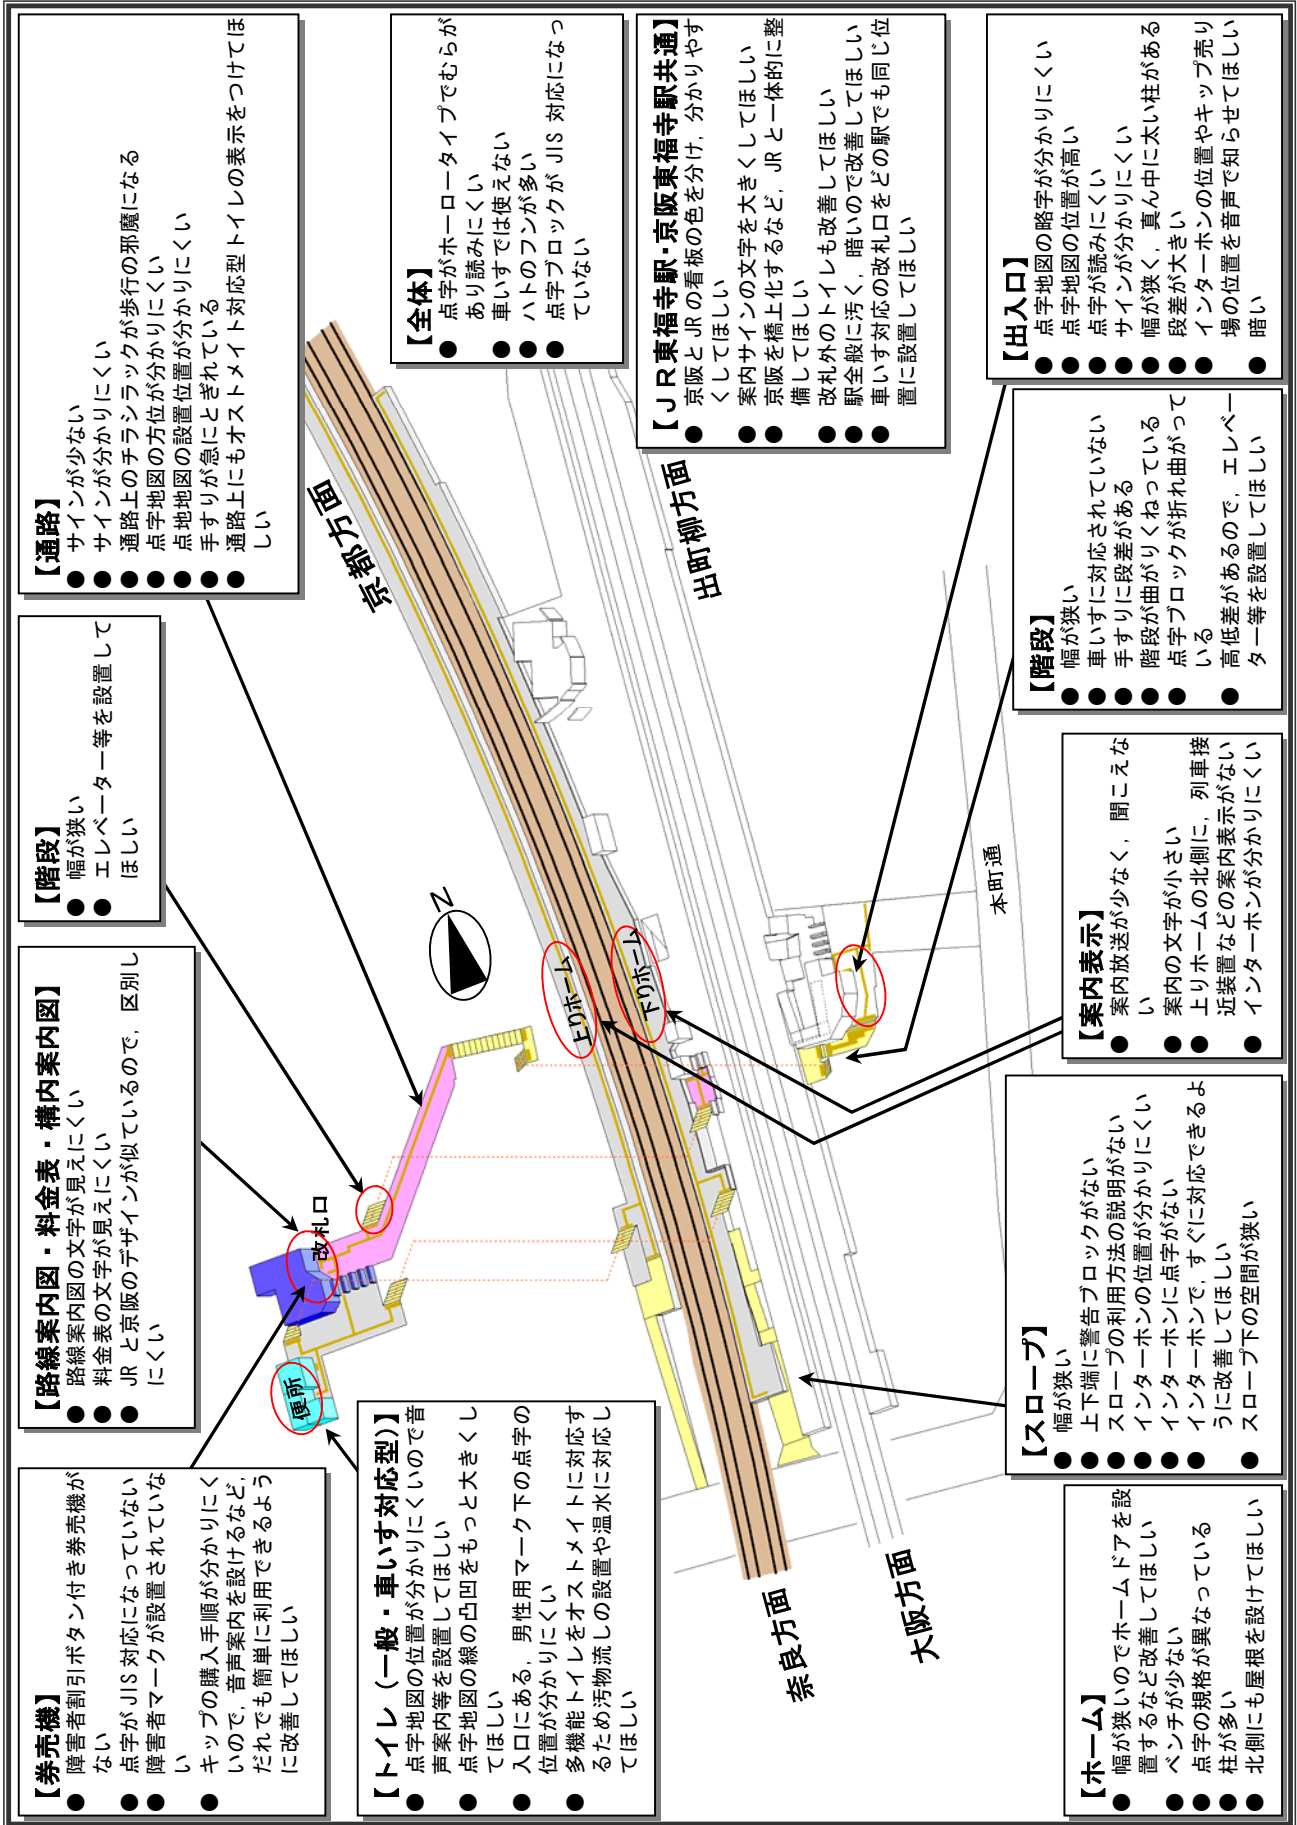 【券売機】
● 障害者割引ボタン付き券売機が
ない
● 点字がJIS対応になっていない
● 障害者マークが設置されていな
い
● キップの購入手順が分かりにく
いので，音声案内を設けるなど，
だれでも簡単に利用できるよう
に改善してほしい
【路線案内図・料金表・構内案内図】
● 路線案内図の文字が見えにくい
● 料金表の文字が見えにくい
● JRと京阪のデザインが似ているので，区別し
にくい
【階段】
● 幅が狭い
● エレベーター等を設置して
ほしい
【通路】
● サインが少ない
● サインが分かりにくい
● 通路上のチラシラックが歩行の邪魔になる
● 点字地図の方位が分かりにくい
● 点地地図の設置位置が分かりにくい
● 手すりが急にとぎれている
● 通路上にもオストメイト対応型トイレの表示をつけてほ
しい
【トイレ（一般・車いす対応型）】
● 点字地図の位置が分かりにくいので音
声案内等を設置してほしい
● 点字地図の線の凸凹をもっと大きくし
てほしい
● 入口にある，男性用マーク下の点字の
位置が分かりにくい
● 多機能トイレをオストメイトに対応す
るため汚物流しの設置や温水に対応し
てほしい
【全体】
● 点字がホーロータイプでむらが
あり読みにくい
● 車いすでは使えない
● ハトのフンが多い
● 点字ブロックがJIS対応になっ
ていない
【ＪＲ東福寺駅・京阪東福寺駅共通】
● 京阪とJRの看板の色を分け，分かりやす
くしてほしい
● 案内サインの文字を大きくしてほしい
● 京阪を橋上化するなど，JRと一体的に整
備してほしい
● 改札外のトイレも改善してほしい
● 駅全般に汚く，暗いので改善してほしい
● 車いす対応の改札口をどの駅でも同じ位
置に設置してほしい
便所
改札口
N
上りホーム
下りホーム
京都方面
出町柳方面
奈良方面
大阪方面
本町通
【ホーム】
● 幅が狭いのでホームドアを設
置するなど改善してほしい
● ベンチが少ない
● 点字の規格が異なっている
● 柱が多い
● 北側にも屋根を設けてほしい
【スロープ】
● 幅が狭い
● 上下端に警告ブロックがない
● スロープの利用方法の説明がない
● インターホンの位置が分かりにくい
● インターホンに点字がない
● インターホンで，すぐに対応できるよ
うに改善してほしい
● スロープ下の空間が狭い
【案内表示】
● 案内放送が少なく，聞こえな
い
● 案内の文字が小さい
● 上りホームの北側に，列車接
近装置などの案内表示がない
● インターホンが分かりにくい
【階段】
● 幅が狭い
● 車いすに対応されていない
● 手すりに段差がある
● 階段が曲がりくねっている
● 点字ブロックが折れ曲がって
いる
● 高低差があるので，エレベー
ター等を設置してほしい
【出入口】
● 点字地図の略字が分かりにくい
● 点字地図の位置が高い
● 点字が読みにくい
● サインが分かりにくい
● 幅が狭く，真ん中に太い柱がある
● 段差が大きい
● インターホンの位置やキップ売り
場の位置を音声で知らせてほしい
● 暗い